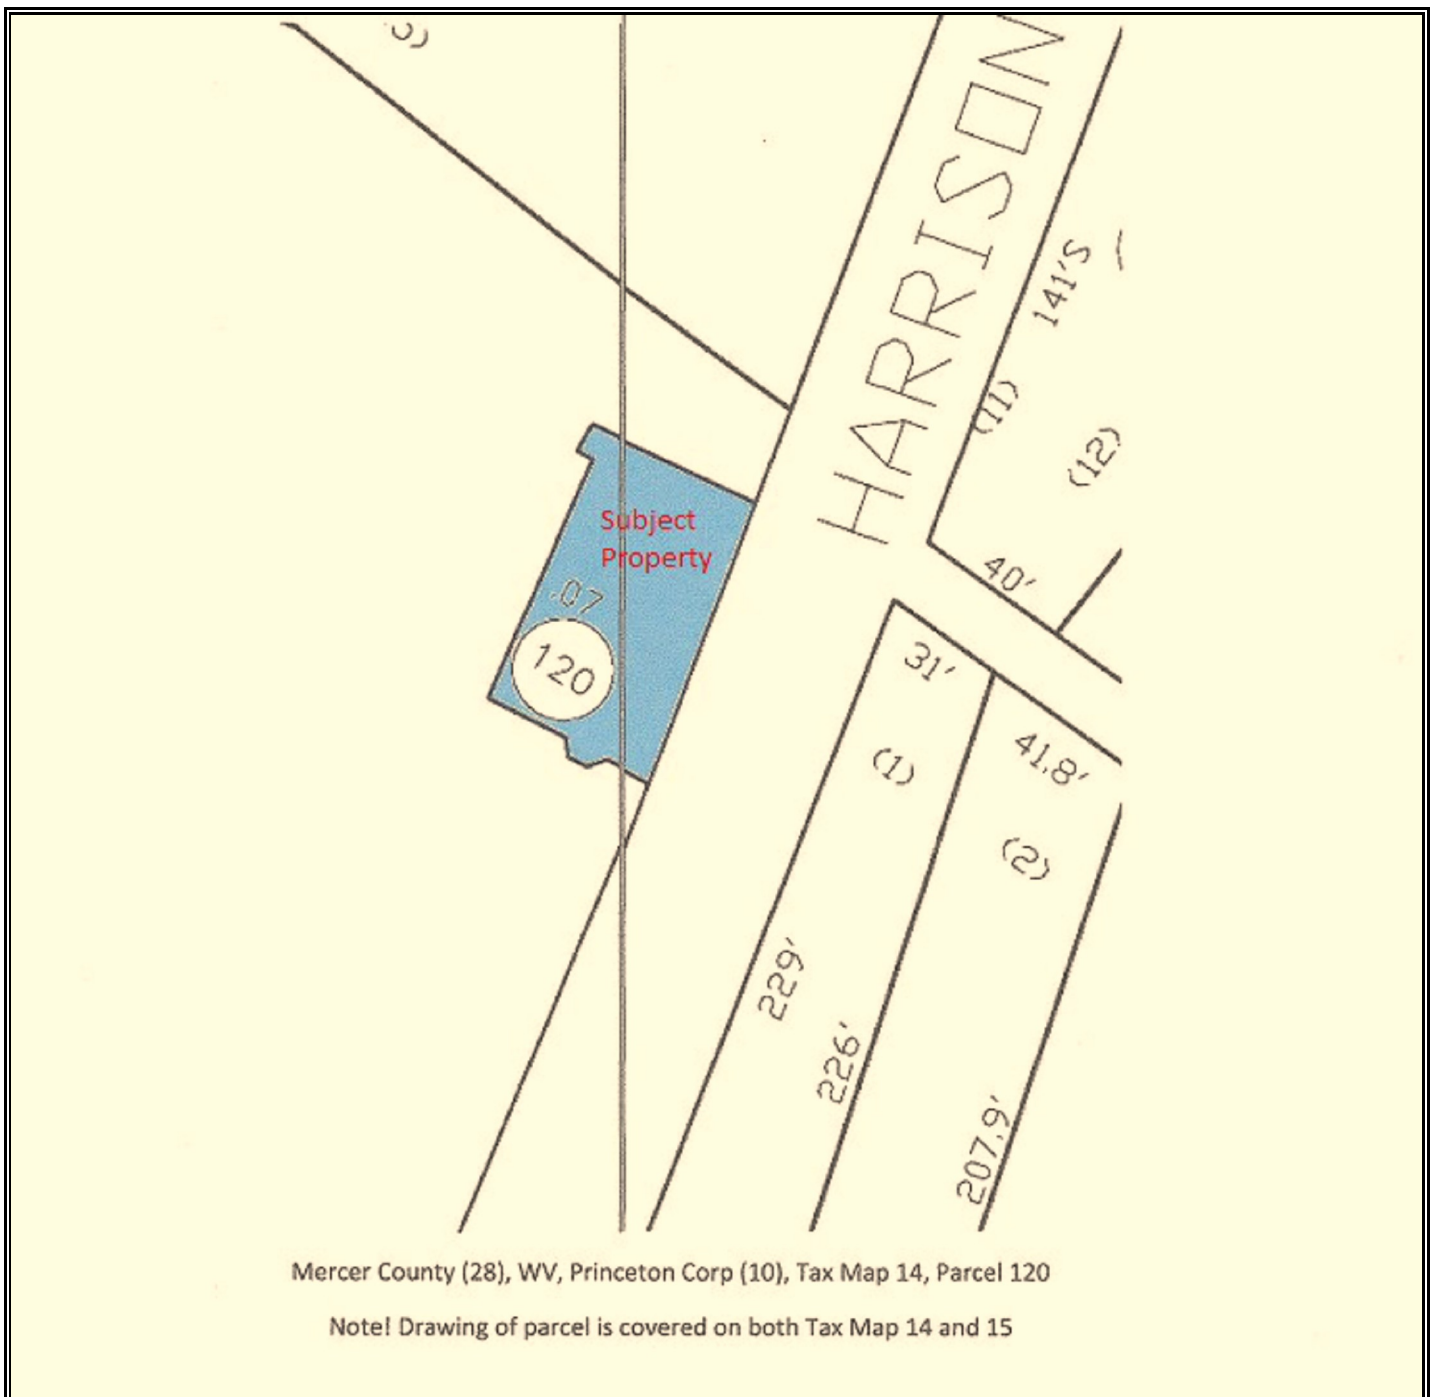 HARRISON
141'S
(11)
(12)
Subject
Property
.07
40'
120
31'
41.8'
(1)
(2)
229'
226'
207.9'
Mercer County (28), WV, Princeton Corp (10), Tax Map 14, Parcel 120
Note! Drawing of parcel is covered on both Tax Map 14 and 15